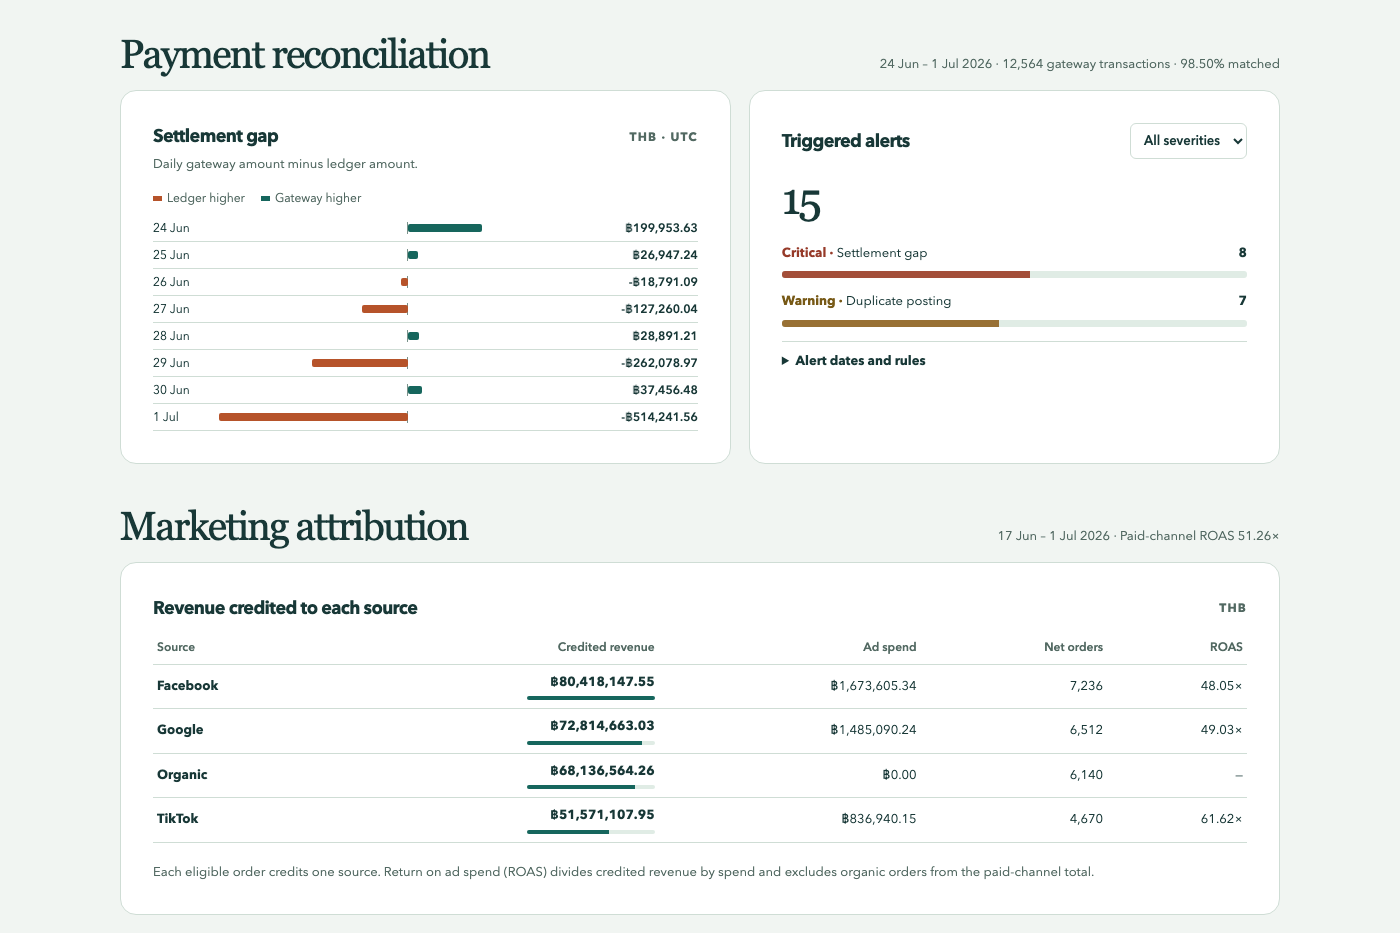 Payment reconciliation
24 Jun – 1 Jul 2026 · 12,564 gateway transactions · 98.50% matched
Settlement gap
THB · UTC
Daily gateway amount minus ledger amount.
Ledger higher Gateway higher
24 Jun ฿199,953.63
25 Jun ฿26,947.24
26 Jun -฿18,791.09
27 Jun -฿127,260.04
28 Jun ฿28,891.21
29 Jun -฿262,078.97
30 Jun ฿37,456.48
1 Jul -฿514,241.56
Triggered alerts
All severities
15
Critical · Settlement gap 8
Warning · Duplicate posting 7
Alert dates and rules
Marketing attribution
17 Jun – 1 Jul 2026 · Paid-channel ROAS 51.26×
Revenue credited to each source
THB
Source Credited revenue Ad spend Net orders ROAS
Facebook ฿80,418,147.55 ฿1,673,605.34 7,236 48.05×
Google ฿72,814,663.03 ฿1,485,090.24 6,512 49.03×
Organic ฿68,136,564.26 ฿0.00 6,140 —
TikTok ฿51,571,107.95 ฿836,940.15 4,670 61.62×
Each eligible order credits one source. Return on ad spend (ROAS) divides credited revenue by spend and excludes organic orders from the paid-channel total.